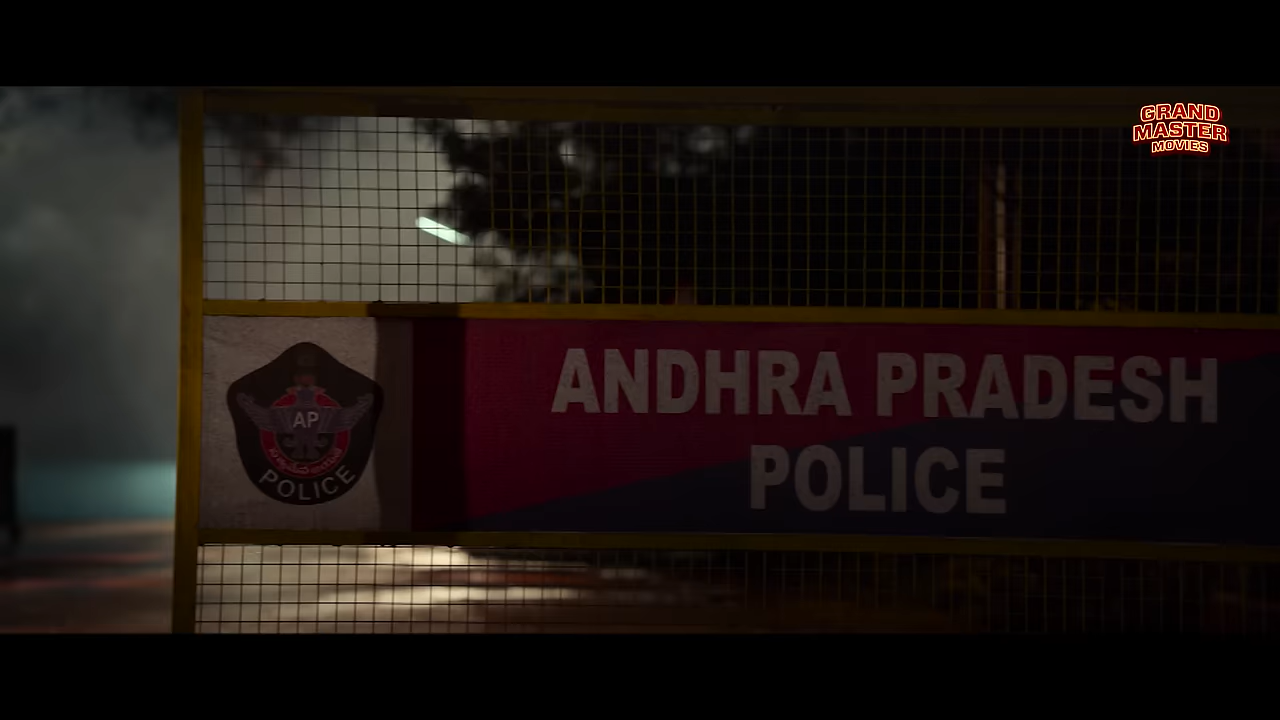 GRAND
MASTER
MOVIES
ANDHRA PRADESH
POLICE
AP
POLICE